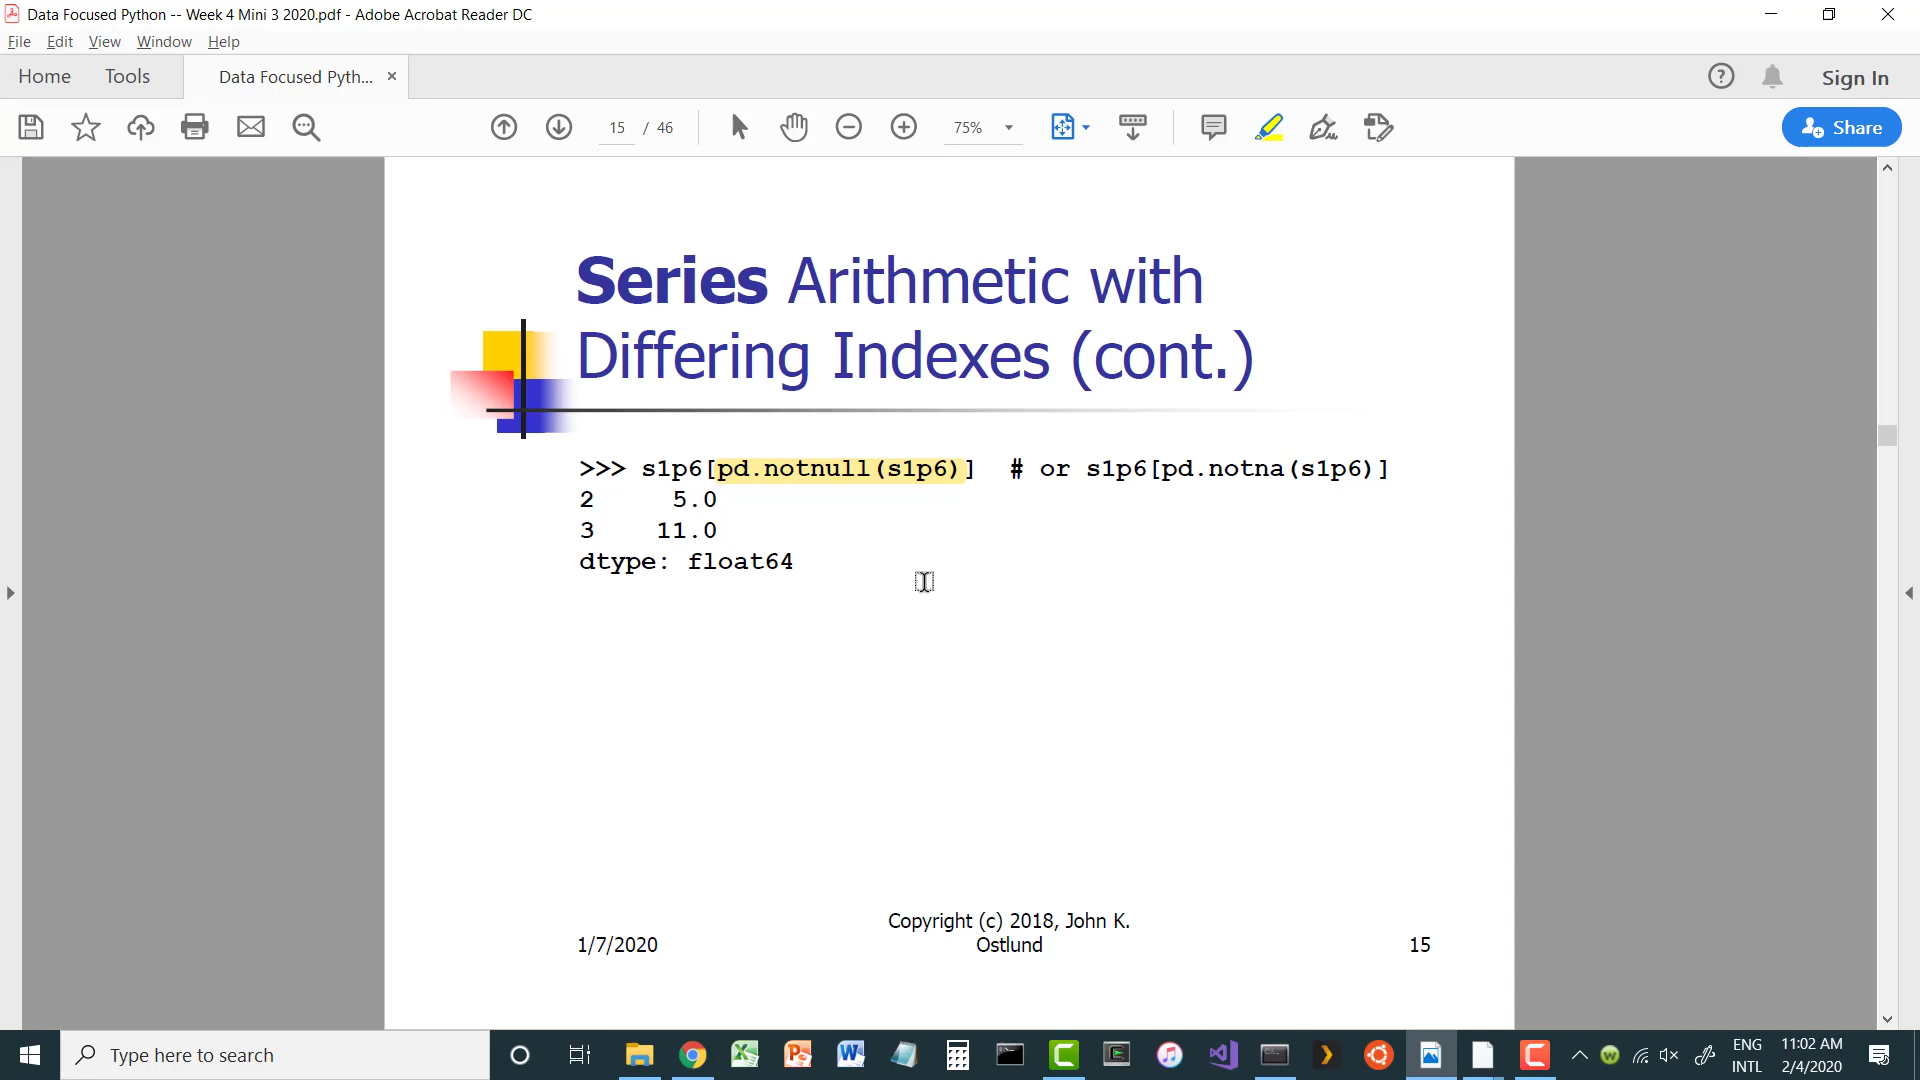 Data Focused Python -- Week 4 Mini 3 2020.pdf - Adobe Acrobat Reader DC
File Edit View Window Help
Home Tools Data Focused Pyth... × Sign In
15 / 46 75% Share
Series Arithmetic with
Differing Indexes (cont.)
>>> s1p6[pd.notnull(s1p6)]  # or s1p6[pd.notna(s1p6)]
2     5.0
3    11.0
dtype: float64
Copyright (c) 2018, John K.
1/7/2020 Ostlund 15
Type here to search
ENG 11:02 AM
INTL 2/4/2020